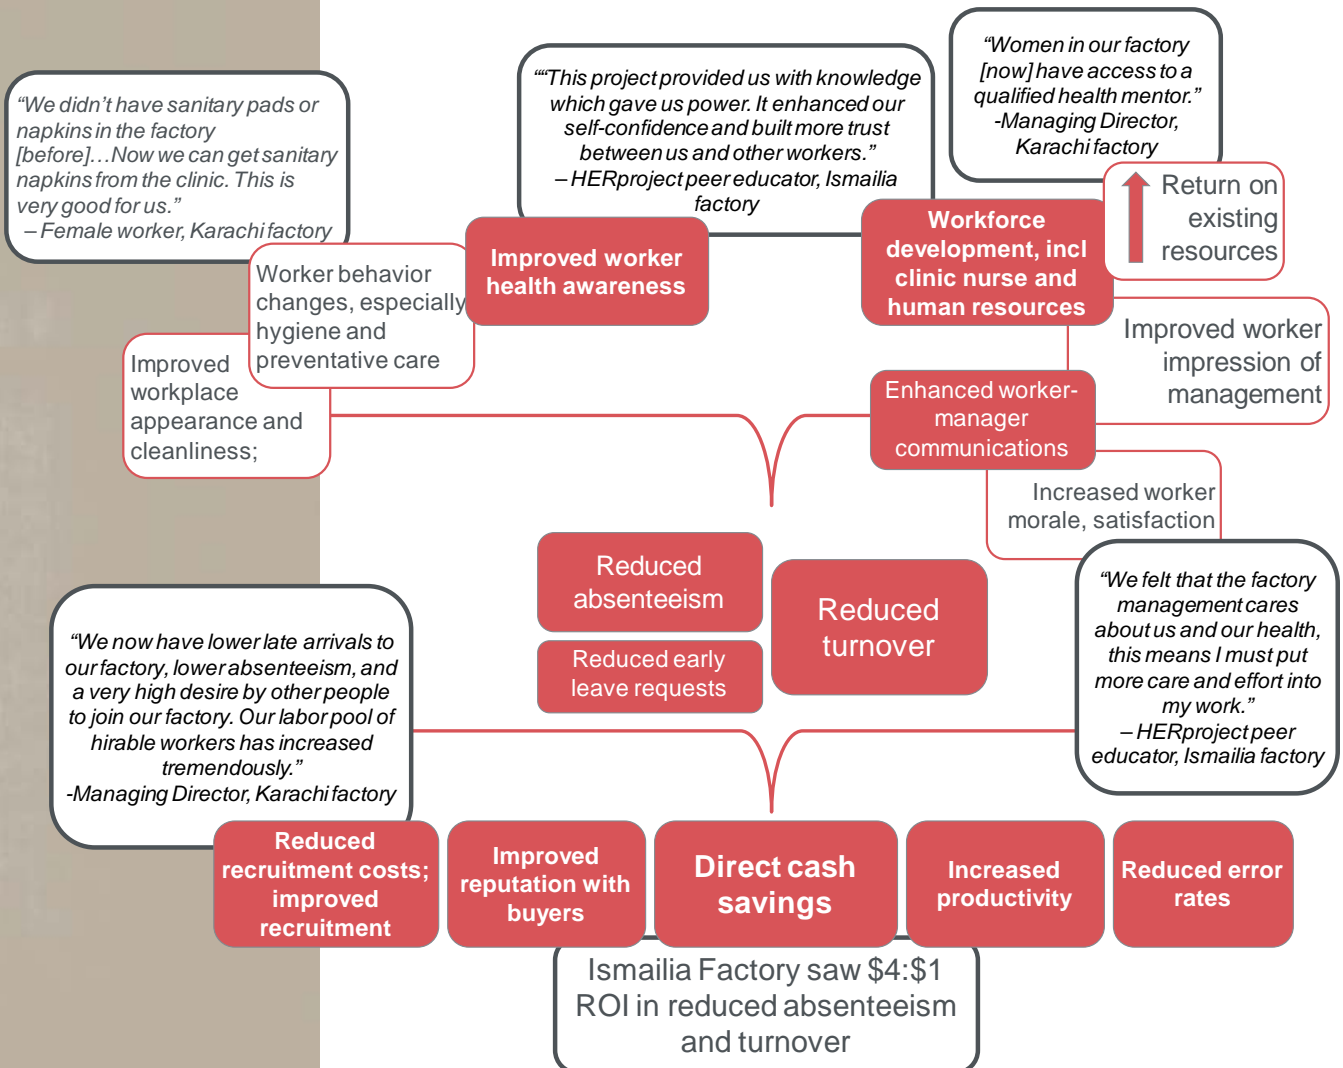 “We didn’t have sanitary pads or
napkins in the factory
[before]…Now we can get sanitary
napkins from the clinic. This is
very good for us.”
– Female worker, Karachi factory
““This project provided us with knowledge
which gave us power. It enhanced our
self-confidence and built more trust
between us and other workers.”
– HERproject peer educator, Ismailia
factory
“Women in our factory
[now] have access to a
qualified health mentor.”
-Managing Director,
Karachi factory
Return on
existing
resources
Workforce
development, incl
clinic nurse and
human resources
Improved worker
health awareness
Worker behavior
changes, especially
hygiene and
preventative care
Improved
workplace
appearance and
cleanliness;
Improved worker
impression of
management
Enhanced worker-
manager
communications
Increased worker
morale, satisfaction
Reduced
absenteeism
Reduced
turnover
Reduced early
leave requests
“We felt that the factory
management cares
about us and our health,
this means I must put
more care and effort into
my work.”
– HERproject peer
educator, Ismailia factory
“We now have lower late arrivals to
our factory, lower absenteeism, and
a very high desire by other people
to join our factory. Our labor pool of
hirable workers has increased
tremendously.”
-Managing Director, Karachi factory
Reduced
recruitment costs;
improved
recruitment
Improved
reputation with
buyers
Direct cash
savings
Increased
productivity
Reduced error
rates
Ismailia Factory saw $4:$1
ROI in reduced absenteeism
and turnover